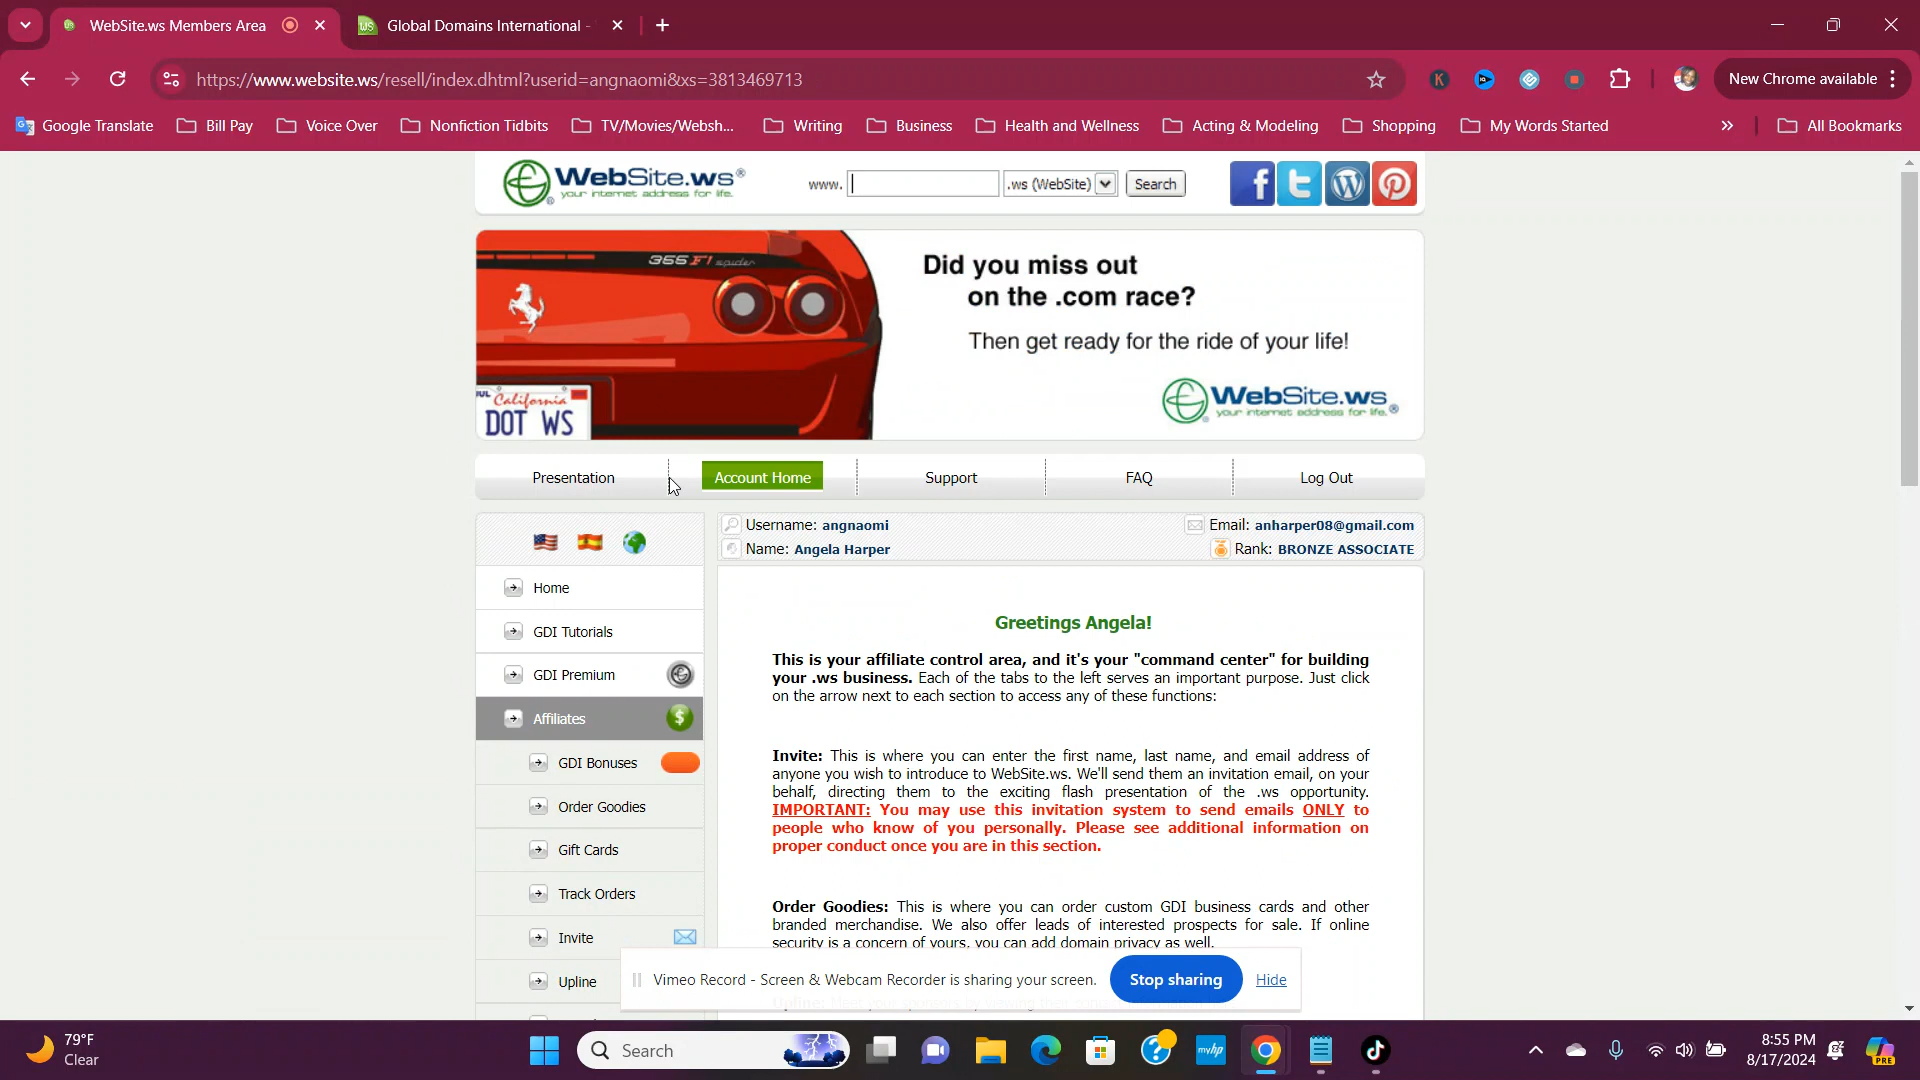 WebSite.ws Members Area
Global Domains International -
https://www.website.ws/resell/index.dhtml?userid=angnaomi&xs=3813469713
New Chrome available
Google Translate
Bill Pay
Voice Over
Nonfiction Tidbits
TV/Movies/Websh...
Writing
Business
Health and Wellness
Acting & Modeling
Shopping
My Words Started
All Bookmarks
WebSite.ws®
your internet address for life.
www.
.ws (WebSite)
Search
355 F1 spider
California
DOT WS
Did you miss out
on the .com race?
Then get ready for the ride of your life!
WebSite.ws®
your internet address for life.
Presentation
Account Home
Support
FAQ
Log Out
Username: angnaomi
Email: anharper08@gmail.com
Name: Angela Harper
Rank: BRONZE ASSOCIATE
Home
GDI Tutorials
GDI Premium
Affiliates
GDI Bonuses
Order Goodies
Gift Cards
Track Orders
Invite
Upline
Greetings Angela!
This is your affiliate control area, and it's your "command center" for building
your .ws business. Each of the tabs to the left serves an important purpose. Just click
on the arrow next to each section to access any of these functions:
Invite: This is where you can enter the first name, last name, and email address of
anyone you wish to introduce to WebSite.ws. We'll send them an invitation email, on your
behalf, directing them to the exciting flash presentation of the .ws opportunity.
IMPORTANT: You may use this invitation system to send emails ONLY to
people who know of you personally. Please see additional information on
proper conduct once you are in this section.
Order Goodies: This is where you can order custom GDI business cards and other
branded merchandise. We also offer leads of interested prospects for sale. If online
security is a concern of yours, you can add domain privacy as well.
Vimeo Record - Screen & Webcam Recorder is sharing your screen.
Stop sharing
Hide
79°F
Clear
Search
myhp
8:55 PM
8/17/2024
PRE